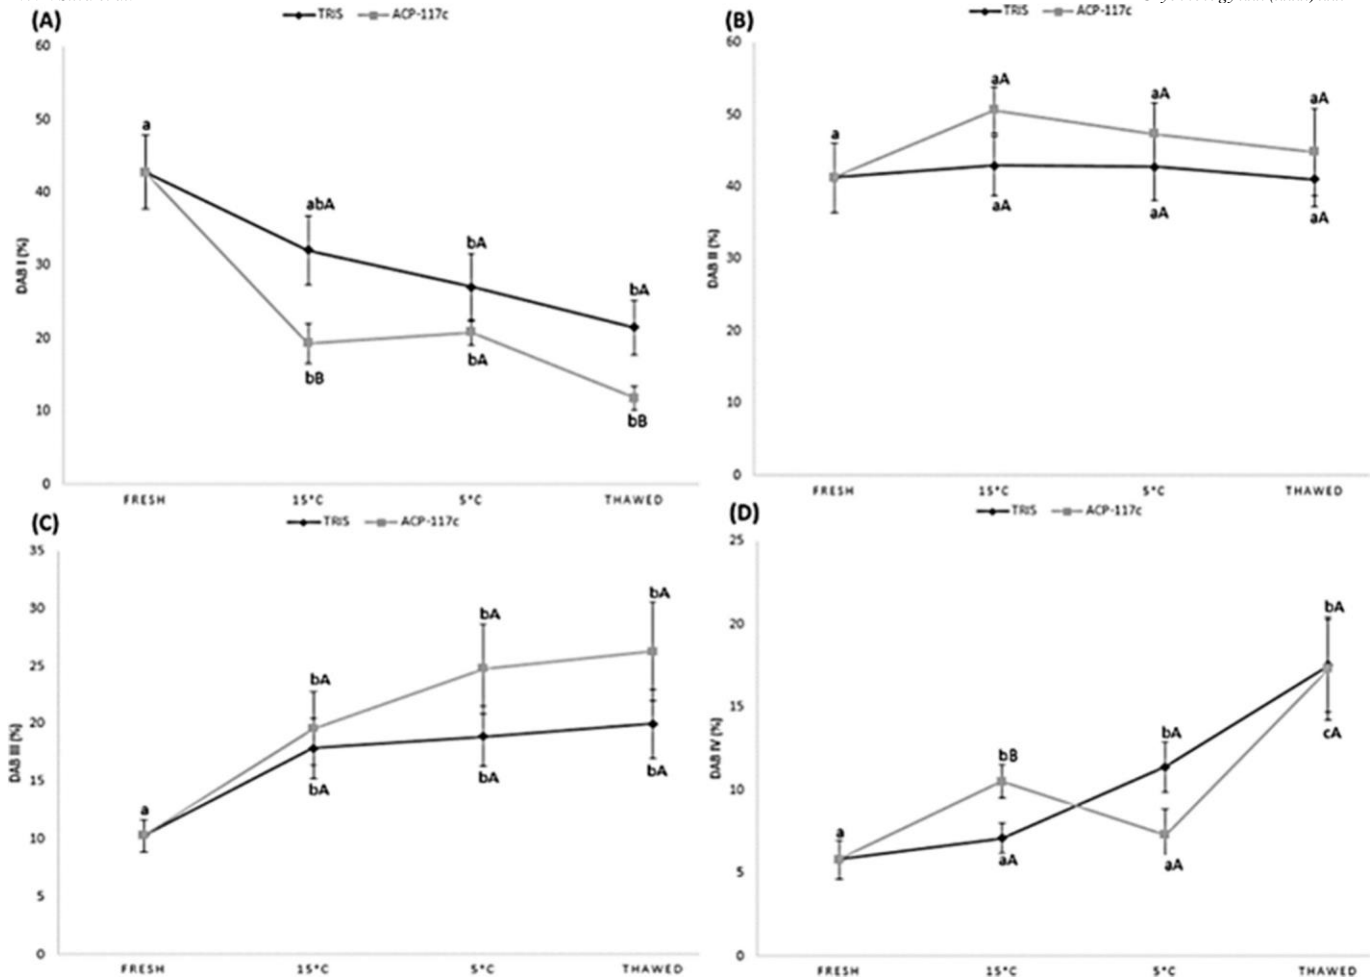 (A)
TRIS ACP-117c
60
50
40
30
20
10
0
DAB I (%)
a
abA
bA
bA
bB
bA
bB
FRESH 15°C 5°C THAWED
(B)
TRIS ACP-117c
60
50
40
30
20
10
0
DAB II (%)
a
aA
aA
aA
aA
aA
aA
FRESH 15°C 5°C THAWED
(C)
TRIS ACP-117c
35
30
25
20
15
10
5
0
DAB III (%)
a
bA
bA
bA
bA
bA
bA
FRESH 15°C 5°C THAWED
(D)
TRIS ACP-117c
25
20
15
10
5
0
DAB IV (%)
a
bB
bA
bA
aA
aA
cA
FRESH 15°C 5°C THAWED